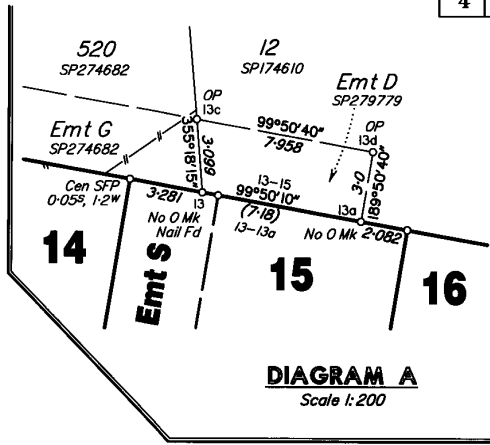 4
520
SP274682
12
SP174610
OP
13c
Emt D
SP279779
OP
13d
99°50'40"
7·958
355°18'15"
3·099
Emt G
SP274682
3·0
189°50'40"
Cen SFP
0·05S, 1·2W
3·281
13
13-15
99°50'10"
(7·18)
13-13a
13a
No O Mk
Nail Fd
No O Mk
2·082
14
Emt S
15
16
DIAGRAM A
Scale 1:200